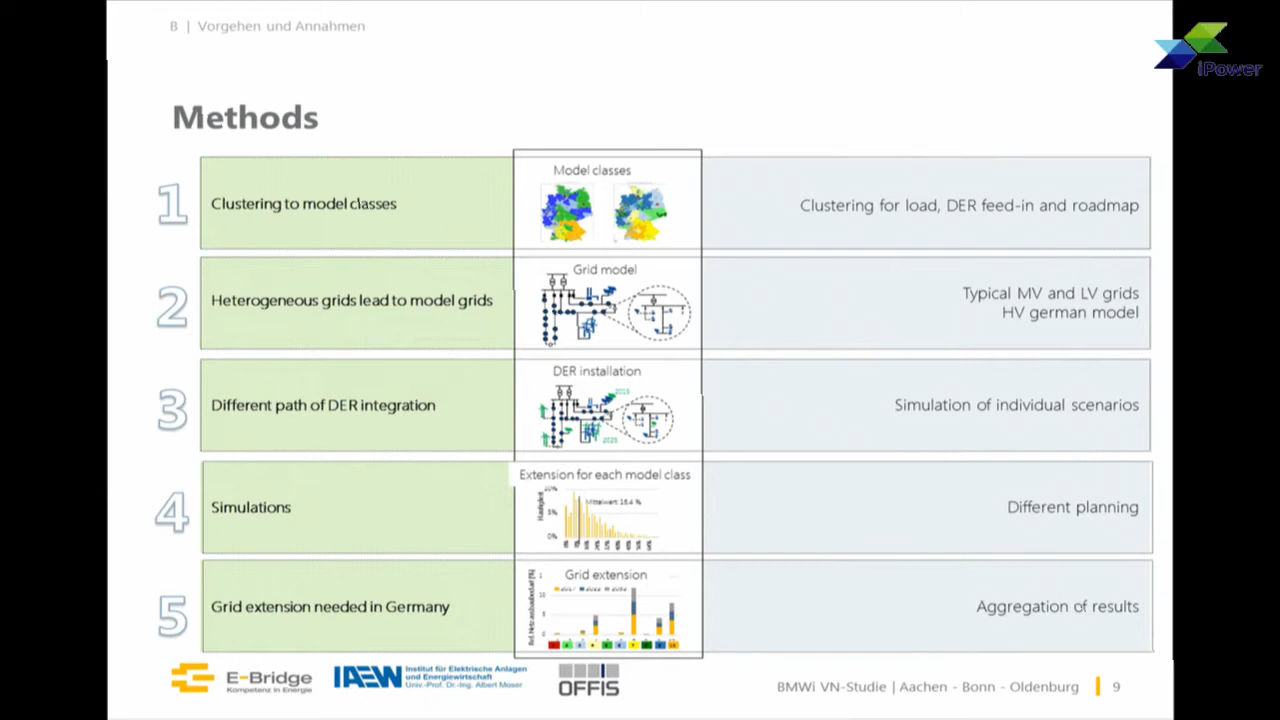 B | Vorgehen und Annahmen
iPower
Methods
1
Clustering to model classes
Model classes
Clustering for load, DER feed-in and roadmap
2
Heterogeneous grids lead to model grids
Grid model
Typical MV and LV grids
HV german model
3
Different path of DER integration
DER installation
2025
Simulation of individual scenarios
4
Simulations
Extension for each model class
Häufigkeit
5%
0%
Different planning
5
Grid extension needed in Germany
Grid extension
Aggregation of results
E-Bridge
Kompetenz in Energie
IAEW
Institut für Elektrische Anlagen
und Energiewirtschaft
Univ.-Prof. Dr.-Ing. Albert Moser
OFFIS
BMWi VN-Studie | Aachen - Bonn - Oldenburg
9